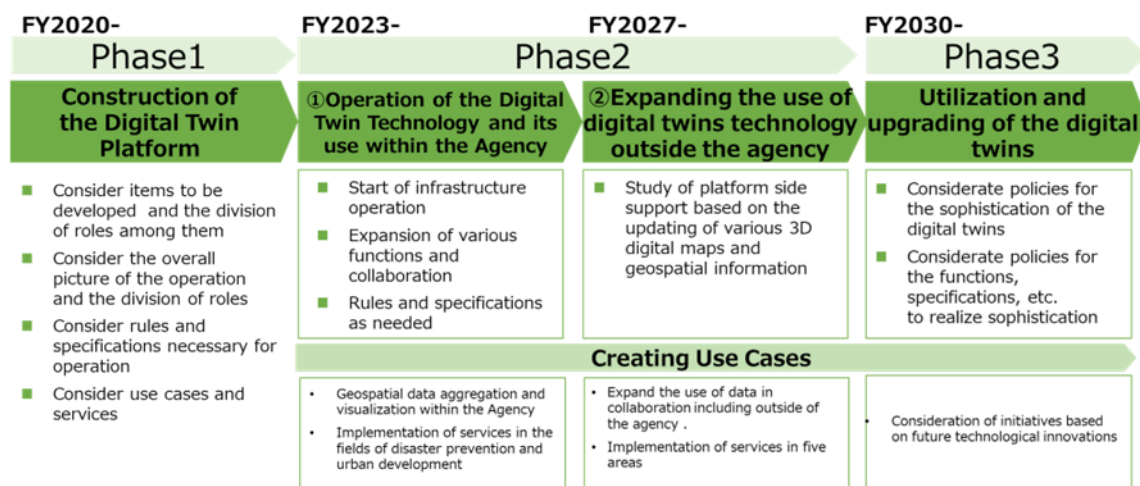 FY2020-
FY2023-
FY2027-
FY2030-
Phase1
Phase2
Phase3
Construction of
the Digital Twin
Platform
①Operation of the Digital
Twin Technology and its
use within the Agency
②Expanding the use of
digital twins technology
outside the agency
Utilization and
upgrading of the digital
twins
■ Consider items to be
developed and the division
of roles among them
■ Consider the overall
picture of the operation
and the division of roles
■ Consider rules and
specifications necessary for
operation
■ Consider use cases and
services
■ Start of infrastructure
operation
■ Expansion of various
functions and
collaboration
■ Rules and specifications
as needed
■ Study of platform side
support based on the
updating of various 3D
digital maps and
geospatial information
■ Considerate policies for
the sophistication of the
digital twins
■ Considerate policies for
the functions,
specifications, etc.
to realize sophistication
Creating Use Cases
• Geospatial data aggregation and
visualization within the Agency
• Implementation of services in the
fields of disaster prevention and
urban development
• Expand the use of data in
collaboration including outside of
the agency .
• Implementation of services in five
areas
• Consideration of initiatives based
on future technological innovations